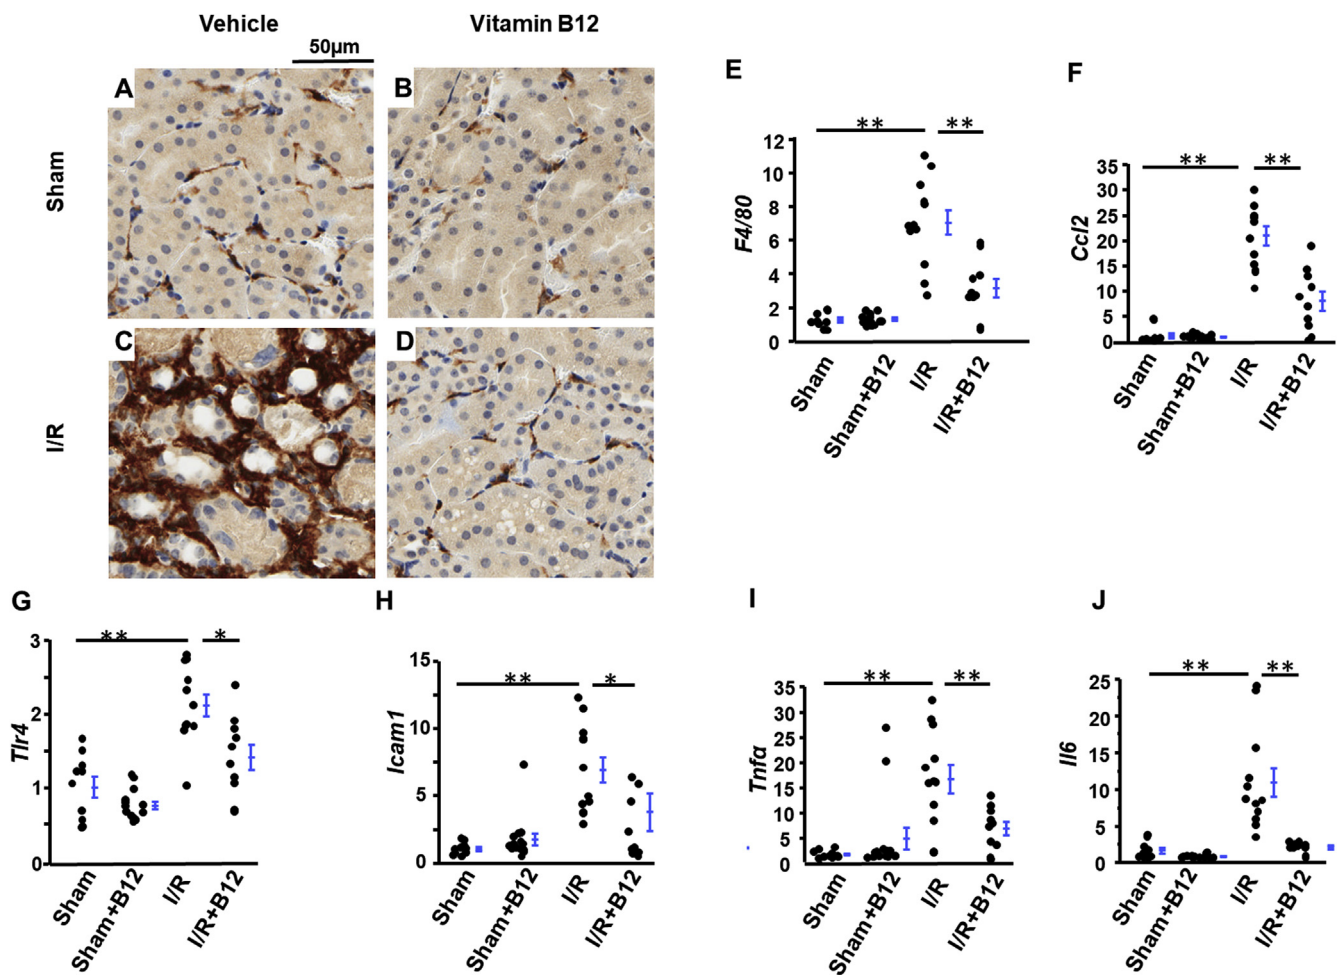 Vehicle
Vitamin B12
50µm
A
B
Sham
C
D
I/R
E
**
**
12
10
8
6
4
2
0
F4/80
Sham
Sham+B12
I/R
I/R+B12
F
**
**
35
30
25
20
15
10
5
0
Ccl2
Sham
Sham+B12
I/R
I/R+B12
G
**
*
3
2
1
0
Tlr4
Sham
Sham+B12
I/R
I/R+B12
H
**
*
15
10
5
0
Icam1
Sham
Sham+B12
I/R
I/R+B12
I
**
**
35
30
25
20
15
10
5
0
Tnfα
Sham
Sham+B12
I/R
I/R+B12
J
**
**
25
20
15
10
5
0
Il6
Sham
Sham+B12
I/R
I/R+B12